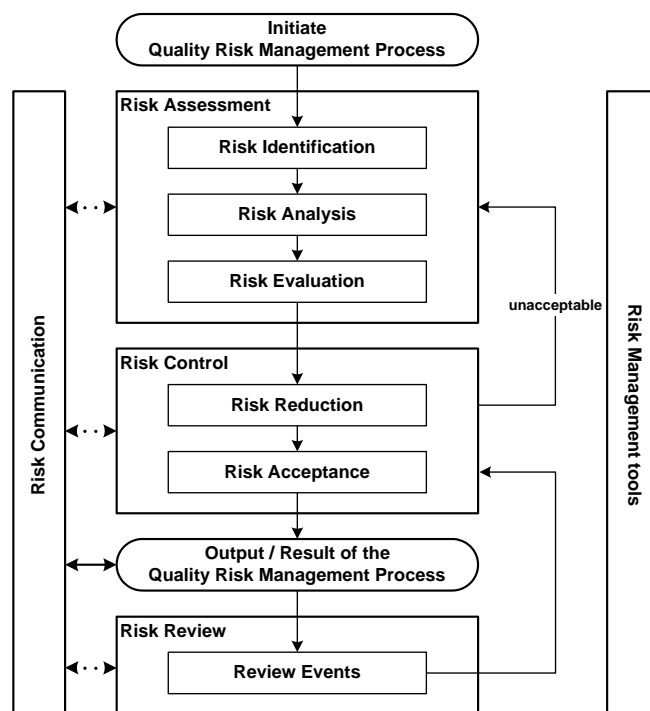 Initiate
Quality Risk Management Process
Risk Assessment
Risk Identification
Risk Analysis
Risk Evaluation
unacceptable
Risk Control
Risk Reduction
Risk Acceptance
Output / Result of the
Quality Risk Management Process
Risk Review
Review Events
Risk Communication
Risk Management tools